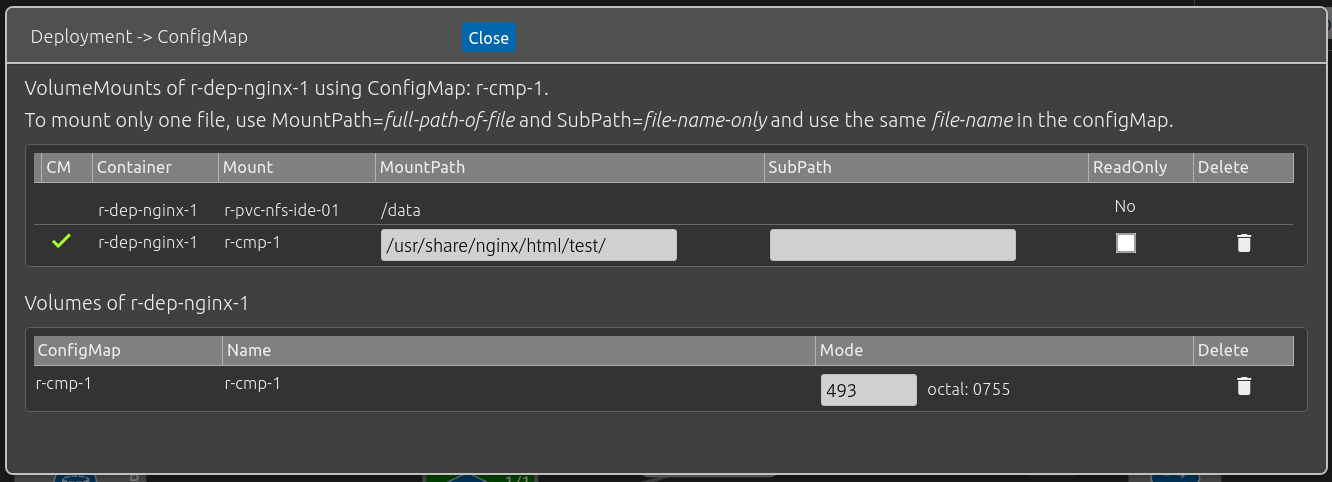 Deployment -> ConfigMap Close
VolumeMounts of r-dep-nginx-1 using ConfigMap: r-cmp-1.
To mount only one file, use MountPath=full-path-of-file and SubPath=file-name-only and use the same file-name in the configMap.
CM Container Mount MountPath SubPath ReadOnly Delete
r-dep-nginx-1 r-pvc-nfs-ide-01 /data No
r-dep-nginx-1 r-cmp-1 /usr/share/nginx/html/test/
Volumes of r-dep-nginx-1
ConfigMap Name Mode Delete
r-cmp-1 r-cmp-1 493 octal: 0755
1/1